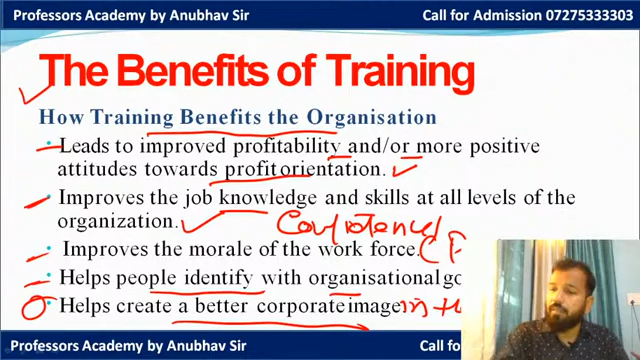 Professors Academy by Anubhav Sir Call for Admission 07275333303
The Benefits of Training
How Training Benefits the Organisation
• Leads to improved profitability and/or more positive
attitudes towards profit orientation.
• Improves the job knowledge and skills at all levels of the
organization.
• Improves the morale of the work force.
• Helps people identify with organisational go
• Helps create a better corporate image
Professors Academy by Anubhav Sir Call f